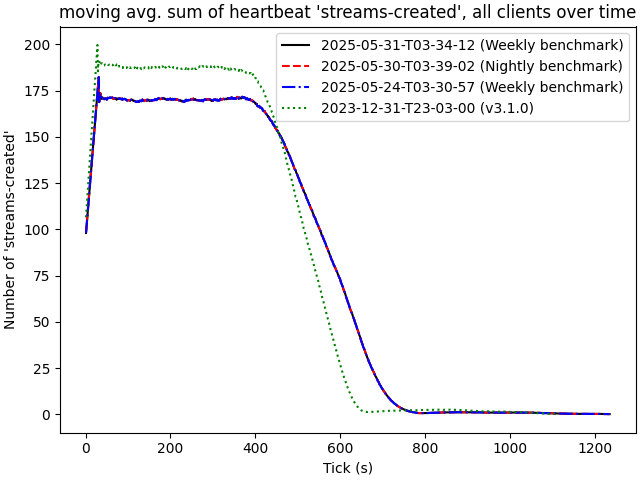 moving avg. sum of heartbeat 'streams-created', all clients over time
2025-05-31-T03-34-12 (Weekly benchmark)
2025-05-30-T03-39-02 (Nightly benchmark)
2025-05-24-T03-30-57 (Weekly benchmark)
2023-12-31-T23-03-00 (v3.1.0)
Number of 'streams-created'
200
175
150
125
100
75
50
25
0
0 200 400 600 800 1000 1200
Tick (s)